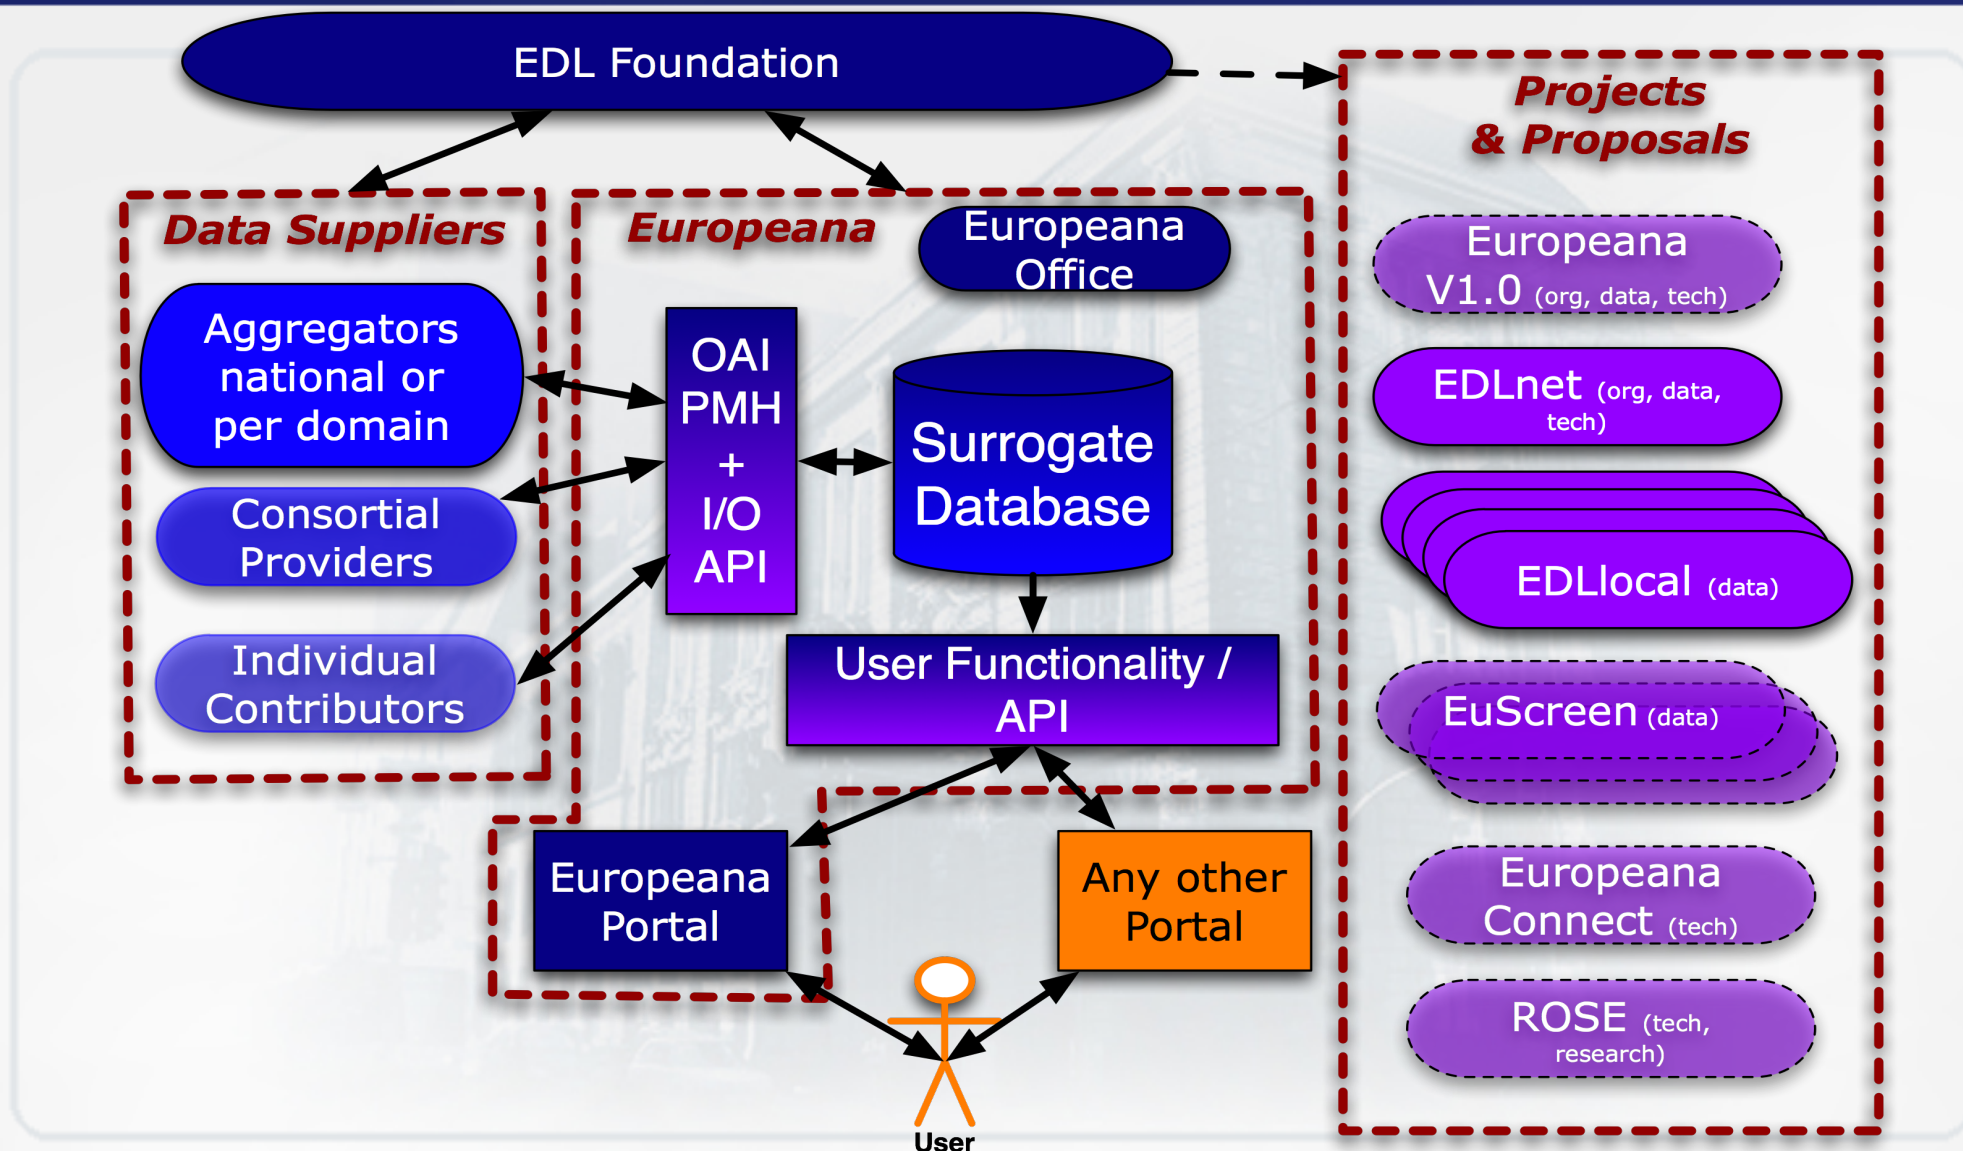 EDL Foundation
Projects
& Proposals
Data Suppliers
Europeana
Europeana
Office
Aggregators
national or
per domain
Consortial
Providers
Individual
Contributors
OAI
PMH
+
I/O
API
Surrogate
Database
User Functionality /
API
Europeana
Portal
Any other
Portal
User
Europeana
V1.0 (org, data, tech)
EDLnet (org, data,
tech)
EDLlocal (data)
EuScreen (data)
Europeana
Connect (tech)
ROSE (tech,
research)